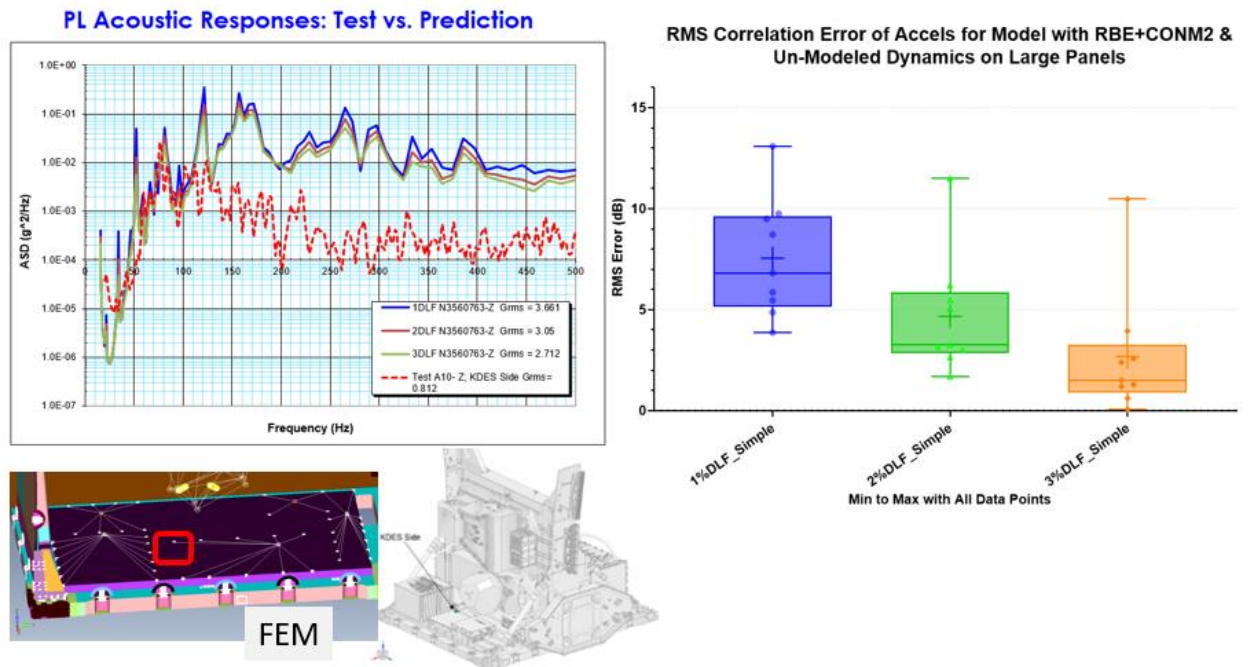 PL Acoustic Responses: Test vs. Prediction
1.0E+00
1.0E-01
1.0E-02
1.0E-03
1.0E-04
1.0E-05
1.0E-06
1.0E-07
ASD (g^2/Hz)
0 50 100 150 200 250 300 350 400 450 500
1DLF N3560763-Z Grms = 3.661
2DLF N3560763-Z Grms = 3.05
3DLF N3560763-Z Grms = 2.712
Test A10- Z; KDES Side Grms=
0.812
Frequency (Hz)
RMS Correlation Error of Accels for Model with RBE+CONM2 &
Un-Modeled Dynamics on Large Panels
15
10
5
0
RMS Error (dB)
1%DLF_Simple
2%DLF_Simple
3%DLF_Simple
Min to Max with All Data Points
FEM
KDES Side